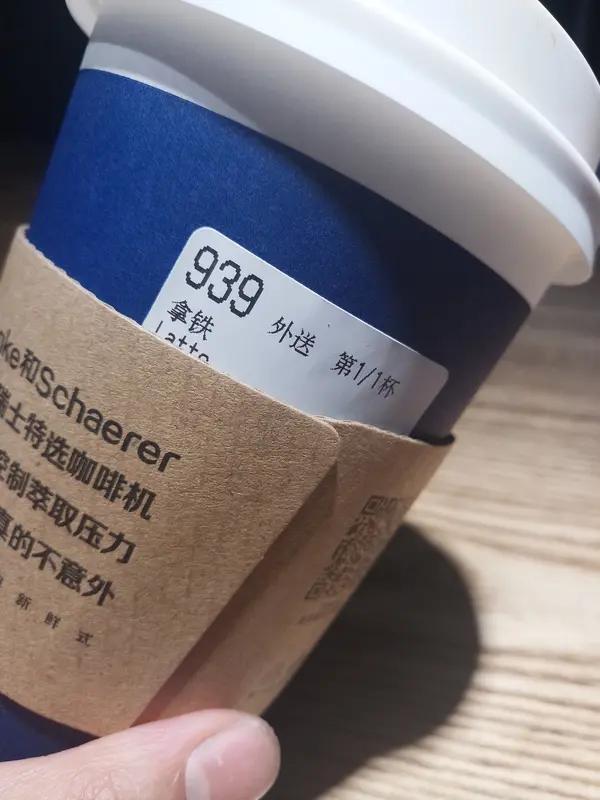 939
拿铁 外送 第1/1杯
Latte
oke和Schaerer
瑞士特选咖啡机
定制萃取压力
真的不意外
新鲜式